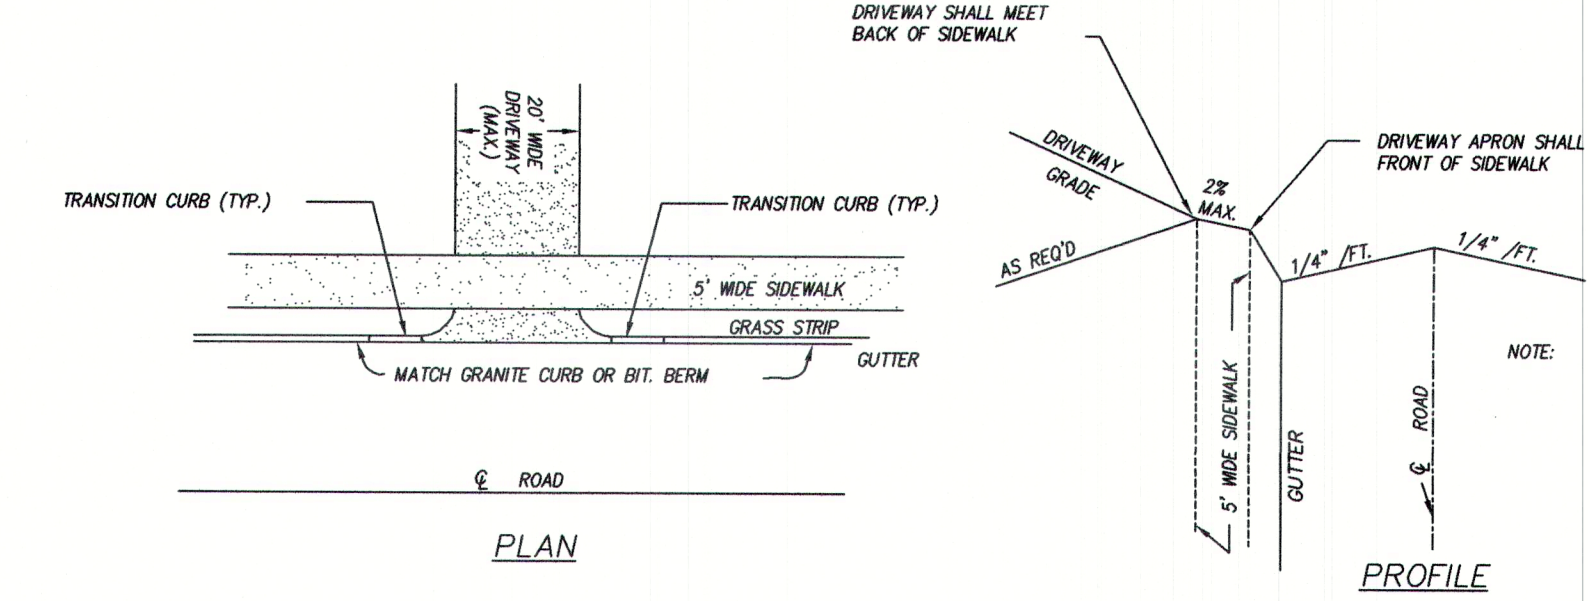 DRIVEWAY SHALL MEET
BACK OF SIDEWALK
20' WIDE
DRIVEWAY
(MAX.)
TRANSITION CURB (TYP.)
TRANSITION CURB (TYP.)
5' WIDE SIDEWALK
GRASS STRIP
GUTTER
MATCH GRANITE CURB OR BIT. BERM
℄ ROAD
PLAN
DRIVEWAY
GRADE
AS REQ'D
2%
MAX.
DRIVEWAY APRON SHALL
FRONT OF SIDEWALK
1/4" /FT.
1/4" /FT.
5' WIDE SIDEWALK
GUTTER
℄ ROAD
NOTE:
PROFILE